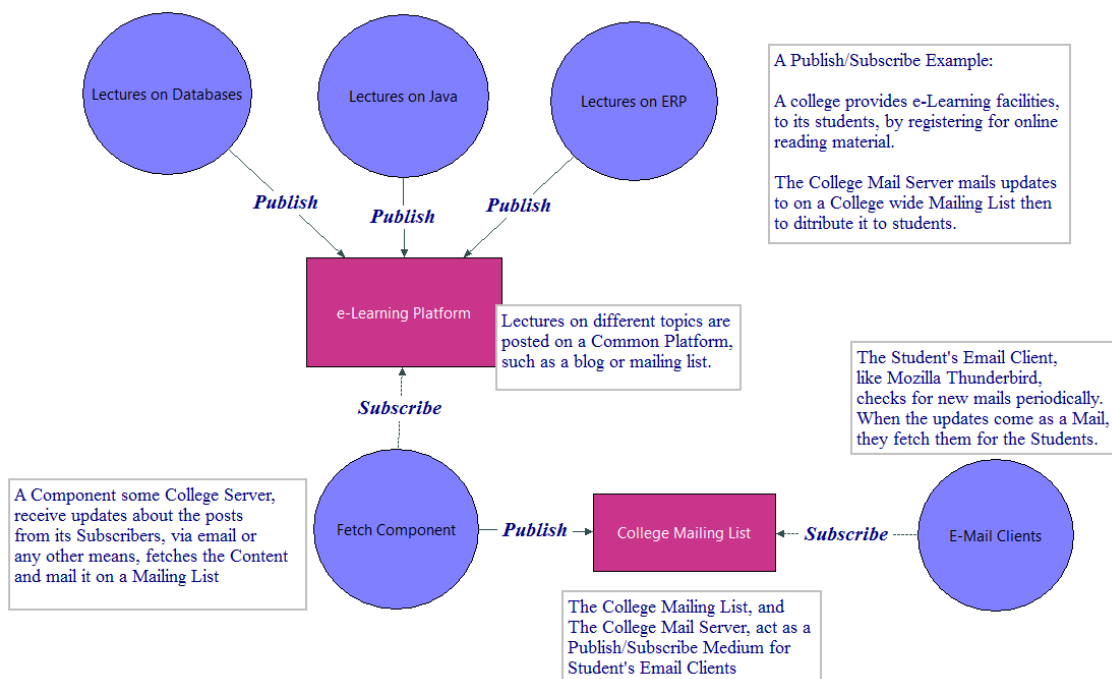 Lectures on Databases
Lectures on Java
Lectures on ERP
A Publish/Subscribe Example:
A college provides e-Learning facilities,
to its students, by registering for online
reading material.
The College Mail Server mails updates
to on a College wide Mailing List then
to ditribute it to students.
Publish
Publish
Publish
e-Learning Platform
Lectures on different topics are
posted on a Common Platform,
such as a blog or mailing list.
The Student's Email Client,
like Mozilla Thunderbird,
checks for new mails periodically.
When the updates come as a Mail,
they fetch them for the Students.
Subscribe
A Component some College Server,
receive updates about the posts
from its Subscribers, via email or
any other means, fetches the Content
and mail it on a Mailing List
Fetch Component
Publish
College Mailing List
Subscribe
E-Mail Clients
The College Mailing List, and
The College Mail Server, act as a
Publish/Subscribe Medium for
Student's Email Clients